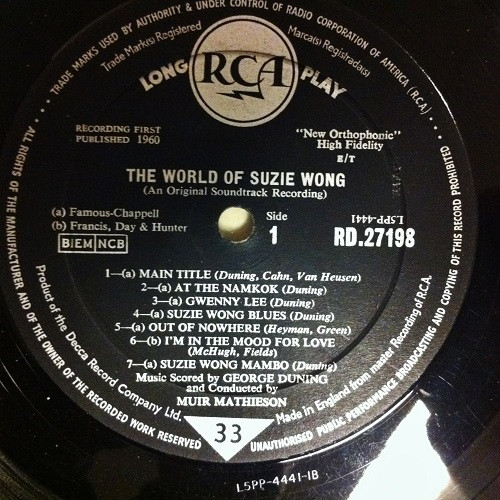 TRADE MARKS USED BY AUTHORITY & UNDER CONTROL OF RADIO CORPORATION OF AMERICA (R.C.A.)
Trade Mark(s) Registered
Marca(s) Registrada(s)
LONG RCA PLAY
RECORDING FIRST
PUBLISHED 1960
"New Orthophonic"
High Fidelity
E/T
THE WORLD OF SUZIE WONG
(An Original Soundtrack Recording)
(a) Famous-Chappell
(b) Francis, Day & Hunter
BIEM NCB
Side
1
L5PP-4441
RD.27198
1—(a) MAIN TITLE (Duning, Cahn, Van Heusen)
2—(a) AT THE NAMKOK (Duning)
3—(a) GWENNY LEE (Duning)
4—(a) SUZIE WONG BLUES (Duning)
5—(a) OUT OF NOWHERE (Heyman, Green)
6—(b) I'M IN THE MOOD FOR LOVE
(McHugh, Fields)
7—(a) SUZIE WONG MAMBO (Duning)
Music Scored by GEORGE DUNING
and Conducted by
MUIR MATHIESON
Product of the Decca Record Company Ltd.
Made in England from master Recording of R.C.A.
33
ALL RIGHTS OF THE MANUFACTURER AND OF THE OWNER OF THE RECORDED WORK RESERVED
UNAUTHORISED PUBLIC PERFORMANCE BROADCASTING AND COPYING OF THIS RECORD PROHIBITED
L5PP-4441-1B